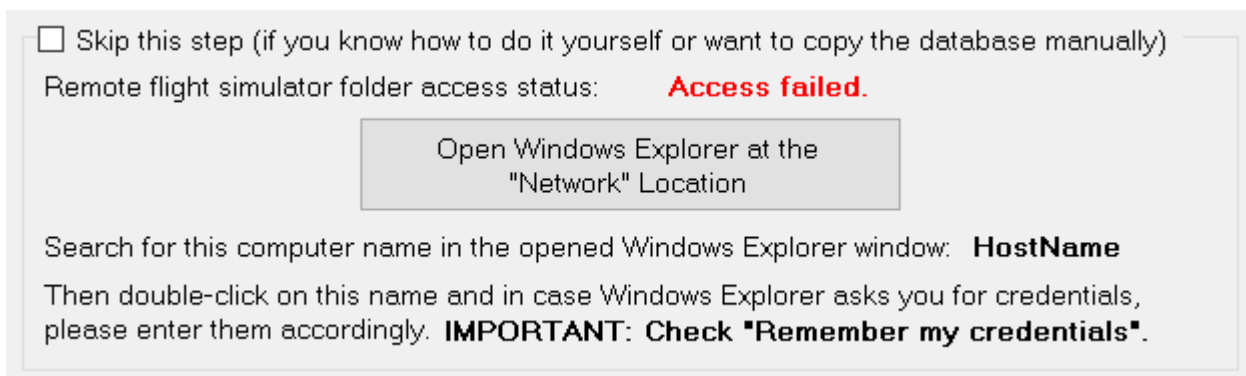 Skip this step (if you know how to do it yourself or want to copy the database manually)
Remote flight simulator folder access status: Access failed.
Open Windows Explorer at the
"Network" Location
Search for this computer name in the opened Windows Explorer window: HostName
Then double-click on this name and in case Windows Explorer asks you for credentials,
please enter them accordingly. IMPORTANT: Check "Remember my credentials".